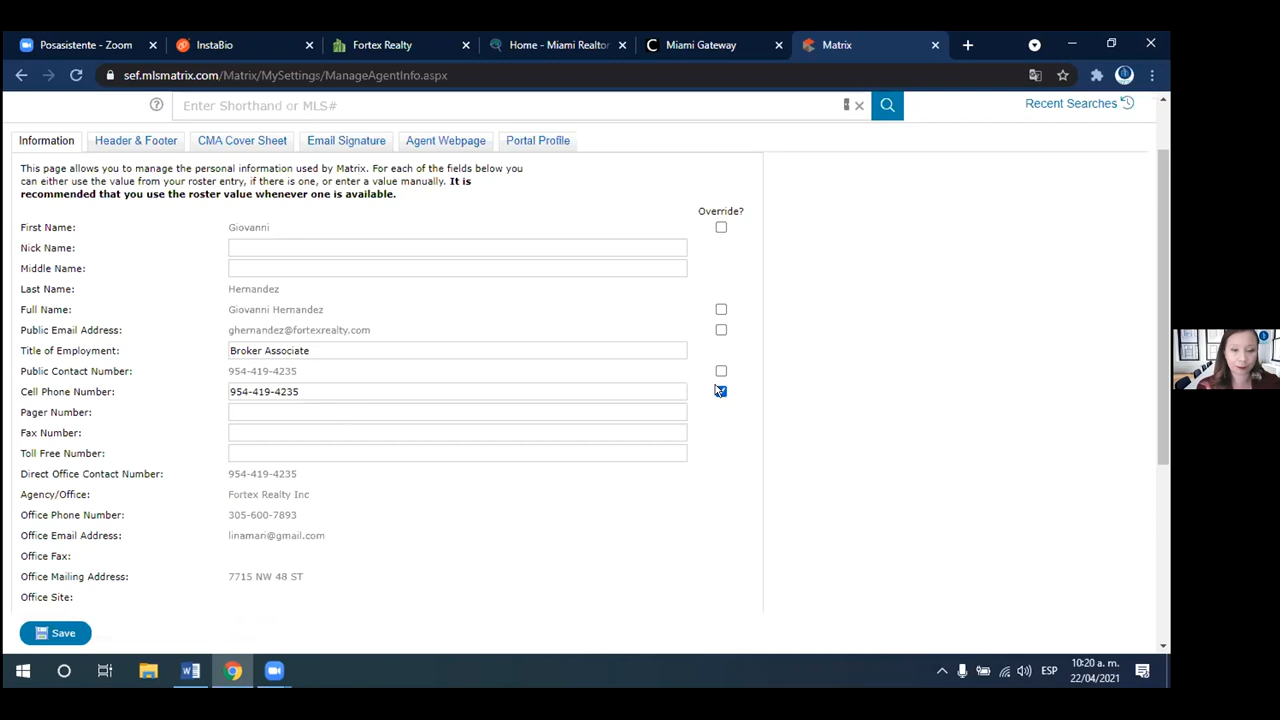 Posasistente - Zoom
InstaBio
Fortex Realty
Home - Miami Realtor
Miami Gateway
Matrix
sef.mlsmatrix.com/Matrix/MySettings/ManageAgentInfo.aspx
Enter Shorthand or MLS#
Recent Searches
Information
Header & Footer
CMA Cover Sheet
Email Signature
Agent Webpage
Portal Profile
This page allows you to manage the personal information used by Matrix. For each of the fields below you
can either use the value from your roster entry, if there is one, or enter a value manually. It is
recommended that you use the roster value whenever one is available.
Override?
First Name: Giovanni
Nick Name:
Middle Name:
Last Name: Hernandez
Full Name: Giovanni Hernandez
Public Email Address: ghernandez@fortexrealty.com
Title of Employment: Broker Associate
Public Contact Number: 954-419-4235
Cell Phone Number: 954-419-4235
Pager Number:
Fax Number:
Toll Free Number:
Direct Office Contact Number: 954-419-4235
Agency/Office: Fortex Realty Inc
Office Phone Number: 305-600-7893
Office Email Address: linamari@gmail.com
Office Fax:
Office Mailing Address: 7715 NW 48 ST
Office Site:
Save
ESP
10:20 a. m.
22/04/2021